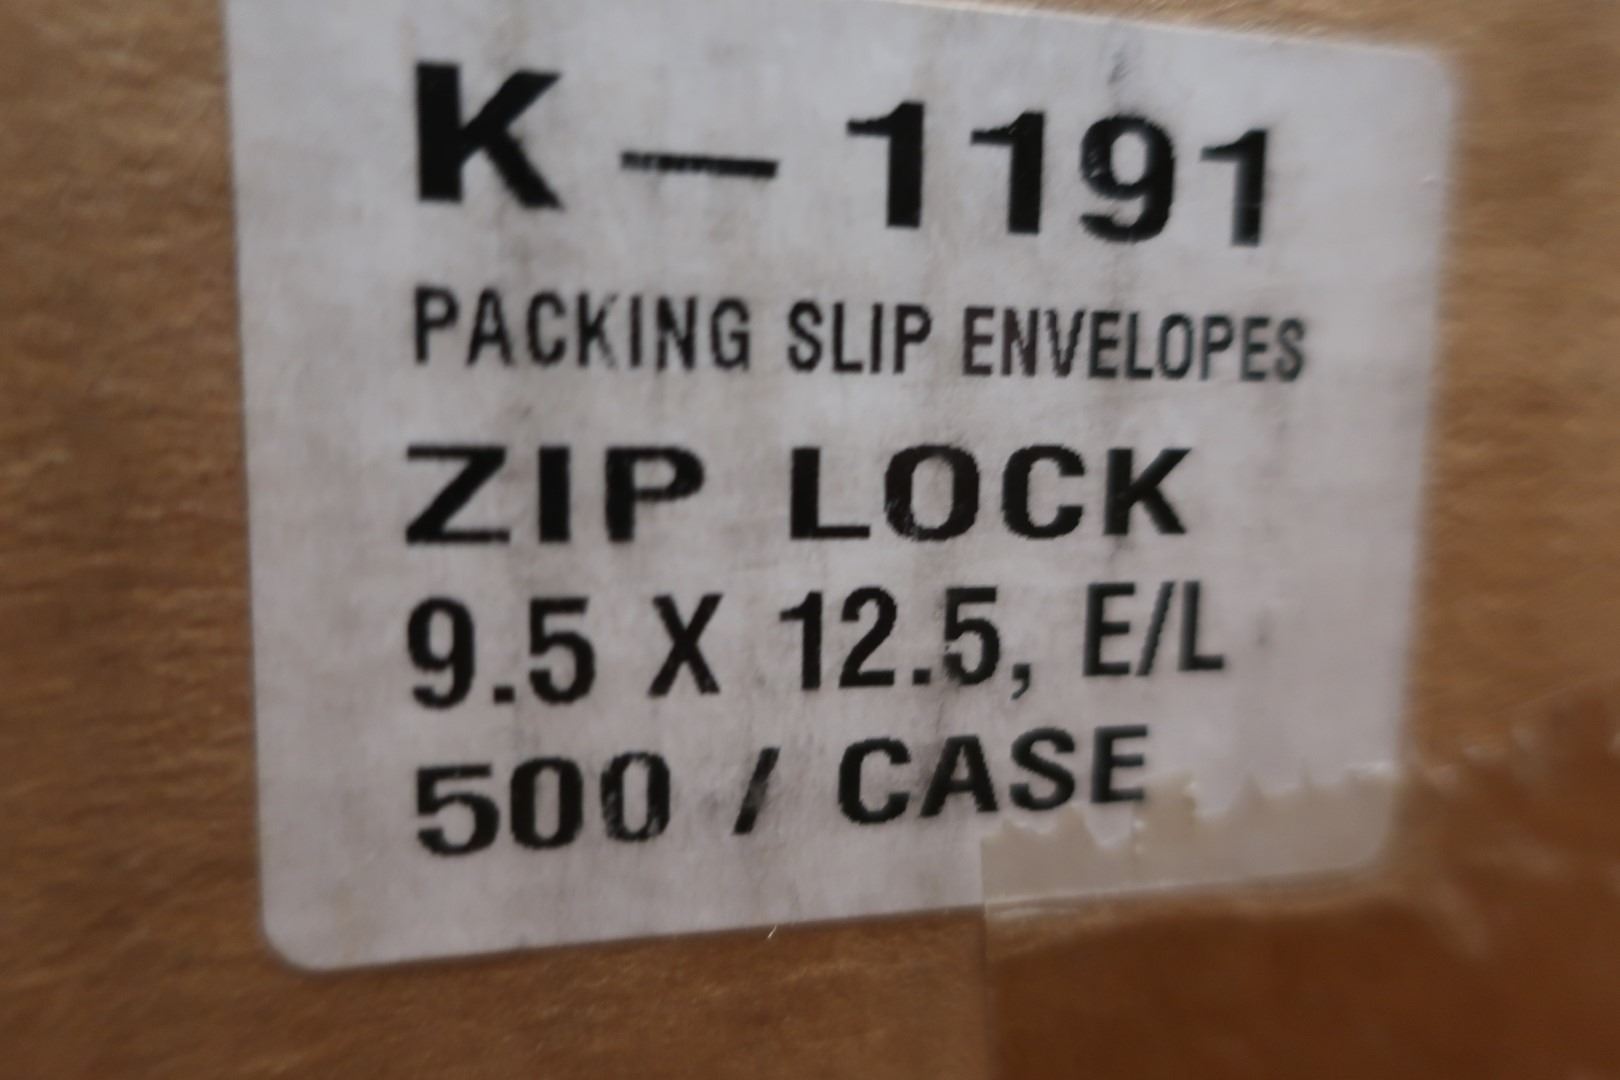 K — 1191
PACKING SLIP ENVELOPES
ZIP LOCK
9.5 X 12.5, E/L
500 / CASE